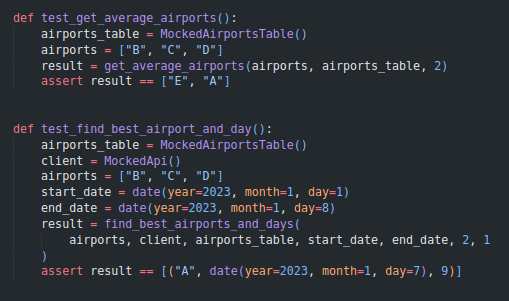 def test_get_average_airports():
    airports_table = MockedAirportsTable()
    airports = ["B", "C", "D"]
    result = get_average_airports(airports, airports_table, 2)
    assert result == ["E", "A"]
def test_find_best_airport_and_day():
    airports_table = MockedAirportsTable()
    client = MockedApi()
    airports = ["B", "C", "D"]
    start_date = date(year=2023, month=1, day=1)
    end_date = date(year=2023, month=1, day=8)
    result = find_best_airports_and_days(
        airports, client, airports_table, start_date, end_date, 2, 1
    )
    assert result == [("A", date(year=2023, month=1, day=7), 9)]